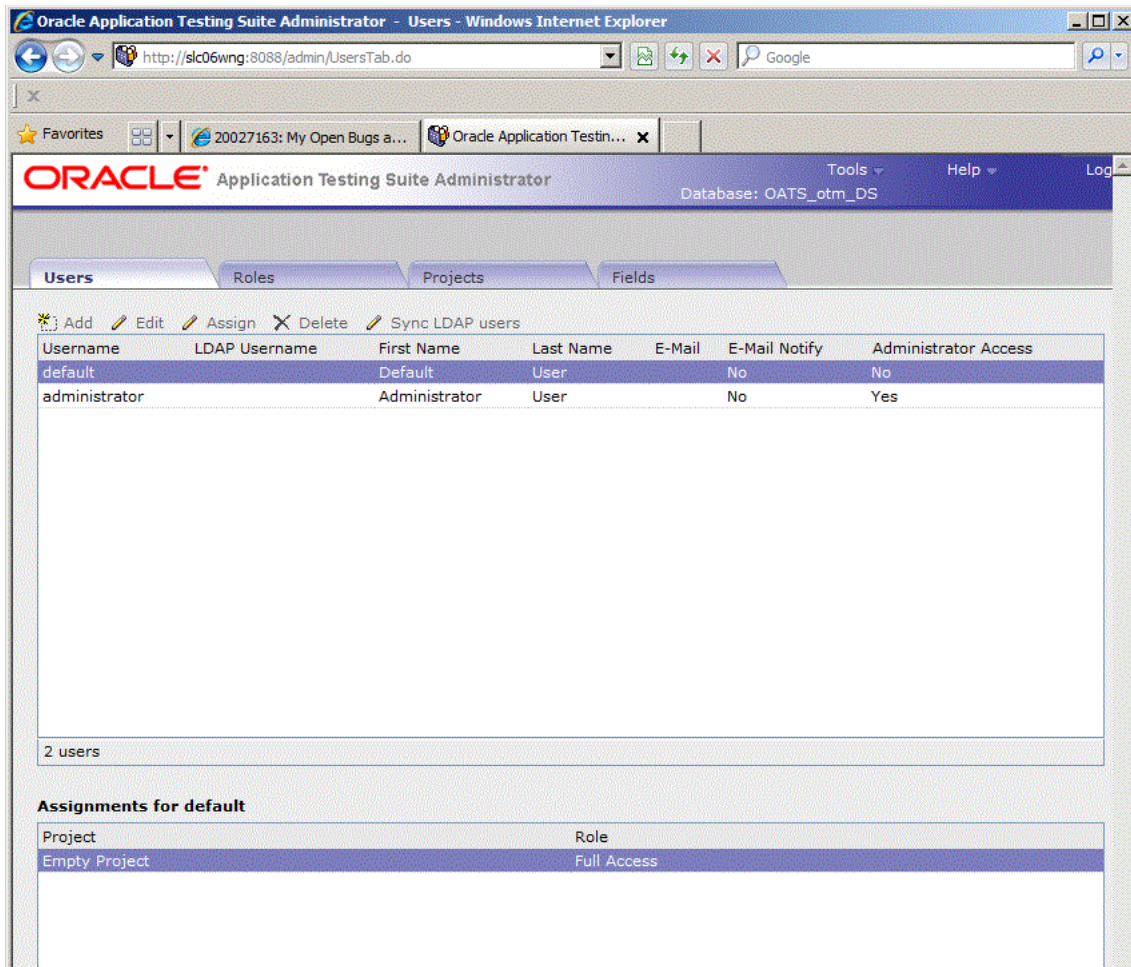 Oracle Application Testing Suite Administrator - Users - Windows Internet Explorer
http://slc06wng:8088/admin/UsersTab.do
Google
x
Favorites 20027163: My Open Bugs a... Oracle Application Testin... x
ORACLE Application Testing Suite Administrator Tools Help Log
Database: OATS_otm_DS
Users Roles Projects Fields
Add Edit Assign Delete Sync LDAP users
Username LDAP Username First Name Last Name E-Mail E-Mail Notify Administrator Access
default Default User No No
administrator Administrator User No Yes
2 users
Assignments for default
Project Role
Empty Project Full Access